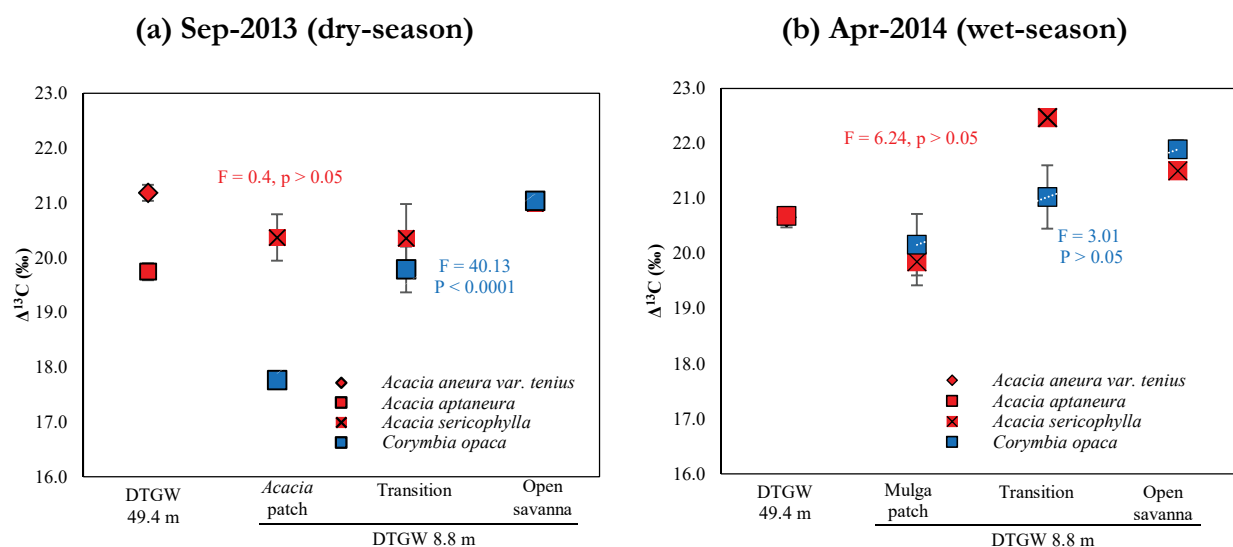 (a) Sep-2013 (dry-season)
23.0
22.0
21.0
20.0
19.0
18.0
17.0
16.0
Δ¹³C (‰)
F = 0.4, p > 0.05
F = 40.13
P < 0.0001
Acacia aneura var. tenius
Acacia aptaneura
Acacia sericophylla
Corymbia opaca
DTGW
49.4 m
Acacia
patch
Transition
Open
savanna
DTGW 8.8 m
(b) Apr-2014 (wet-season)
23.0
22.0
21.0
20.0
19.0
18.0
17.0
16.0
Δ¹³C (‰)
F = 6.24, p > 0.05
F = 3.01
P > 0.05
Acacia aneura var. tenius
Acacia aptaneura
Acacia sericophylla
Corymbia opaca
DTGW
49.4 m
Mulga
patch
Transition
Open
savanna
DTGW 8.8 m